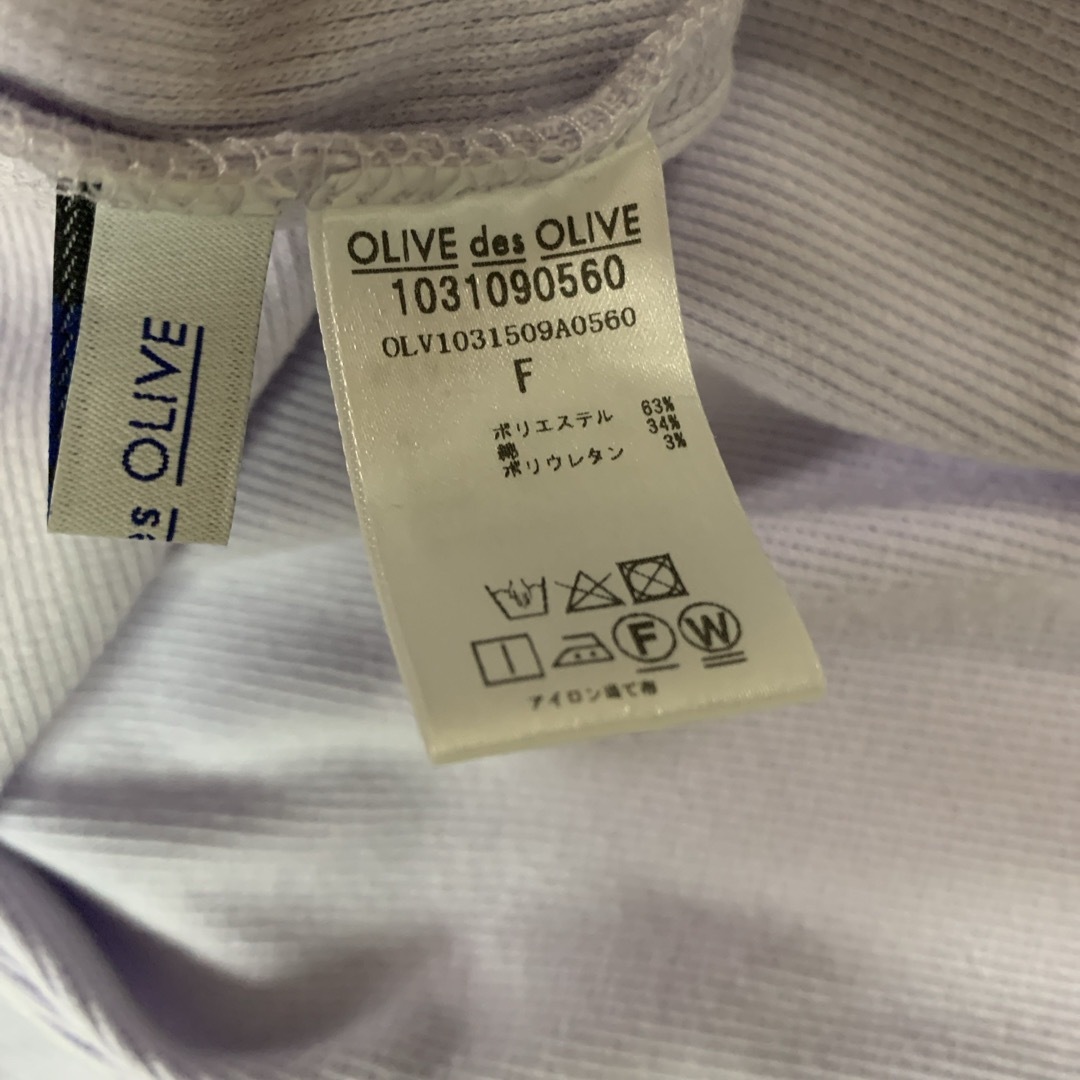 OLIVE des OLIVE
1031090560
OLV1031509A0560
F
ポリエステル 63%
綿 34%
ポリウレタン 3%
F W
アイロン当て布
OLIVE